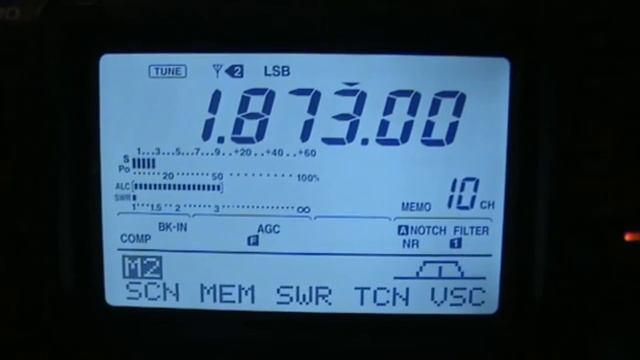 TUNE 2 LSB
1.873.00
S 1...3...5...7...9..+20..+40..+60
Po 20 50 100%
ALC
SWR 1 1.5 2 3 ∞
MEMO 10 CH
BK-IN AGC A NOTCH FILTER
COMP F NR 1
M2
SCN MEM SWR TCN VSC